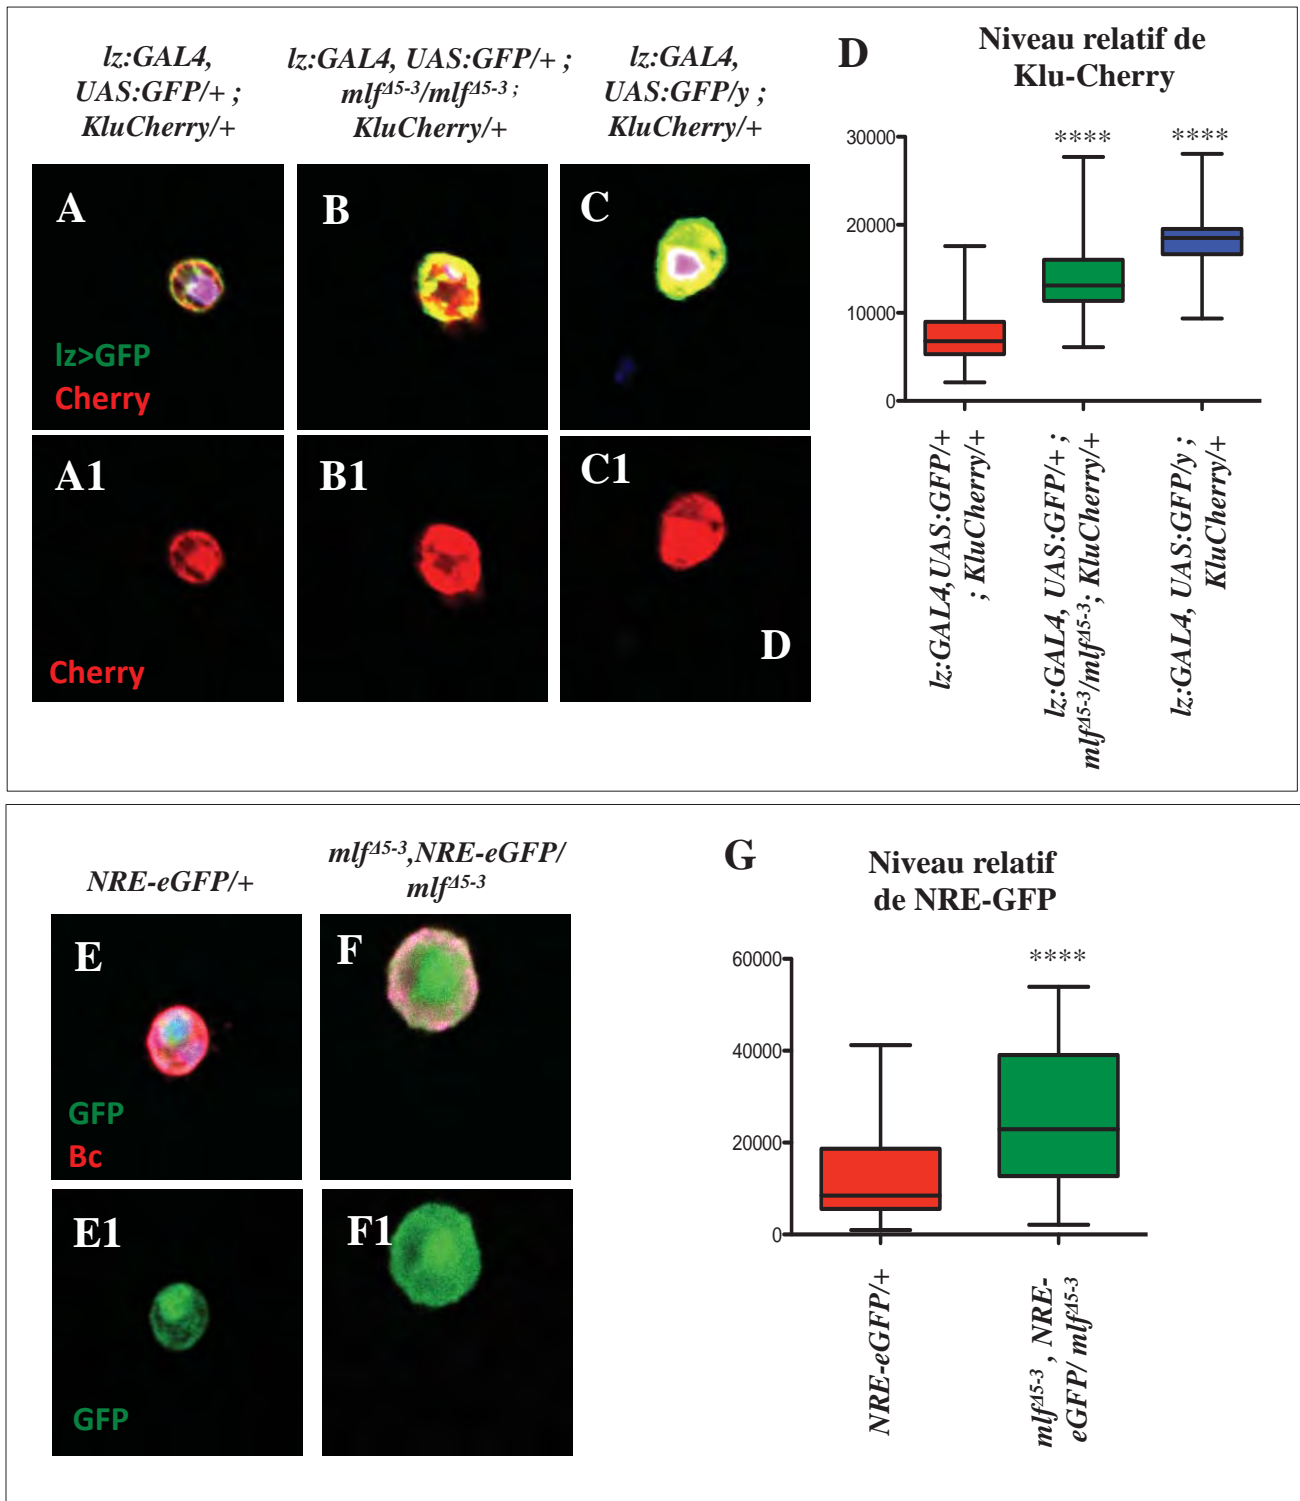 lz:GAL4,
UAS:GFP/+ ;
KluCherry/+
lz:GAL4, UAS:GFP/+ ;
mlfΔ5-3/mlfΔ5-3 ;
KluCherry/+
lz:GAL4,
UAS:GFP/y ;
KluCherry/+
A
lz>GFP
Cherry
B
C
A1
Cherry
B1
C1
D
D
Niveau relatif de
Klu-Cherry
30000
20000
10000
0
****
****
lz:GAL4,UAS:GFP/+
; KluCherry/+
lz:GAL4, UAS:GFP/+ ;
mlfΔ5-3/mlfΔ5-3; KluCherry/+
lz:GAL4, UAS:GFP/y ;
KluCherry/+
NRE-eGFP/+
mlfΔ5-3,NRE-eGFP/
mlfΔ5-3
E
GFP
Bc
F
E1
GFP
F1
G
Niveau relatif
de NRE-GFP
60000
40000
20000
0
****
NRE-eGFP/+
mlfΔ5-3 , NRE-
eGFP/ mlfΔ5-3